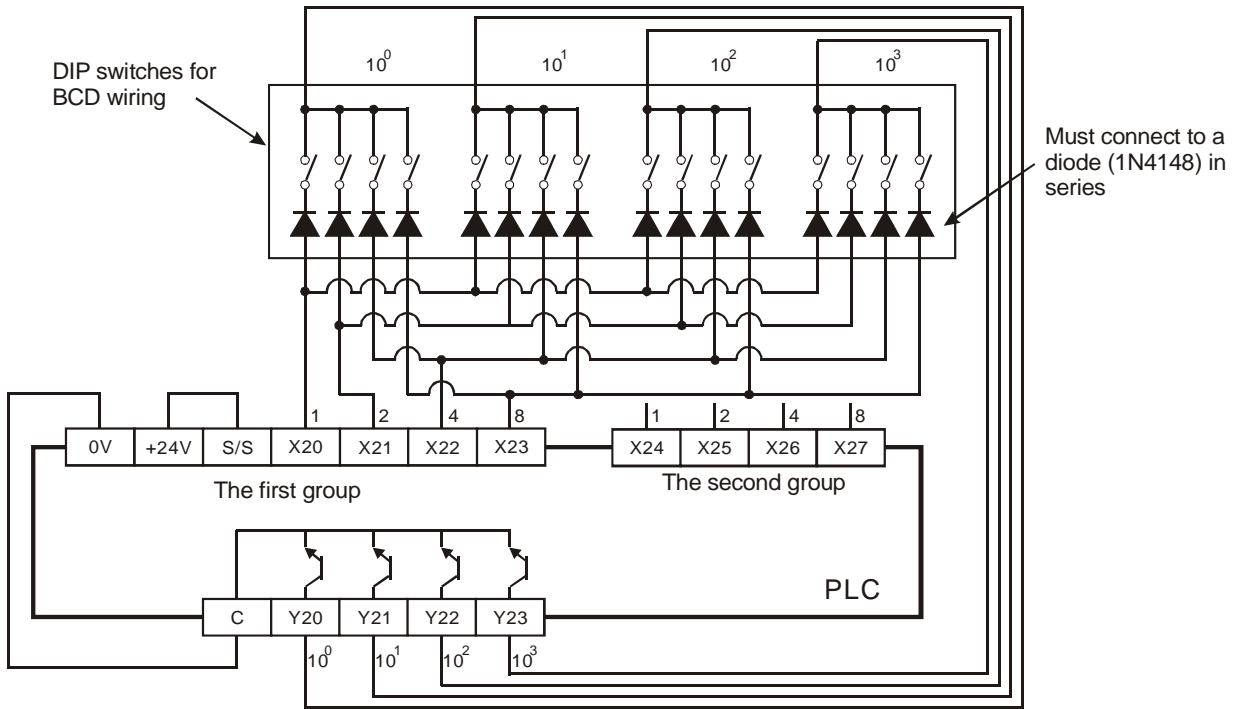 10⁰ 10¹ 10² 10³
DIP switches for
BCD wiring
Must connect to a
diode (1N4148) in
series
1 2 4 8 1 2 4 8
0V +24V S/S X20 X21 X22 X23 X24 X25 X26 X27
The first group
The second group
PLC
C Y20 Y21 Y22 Y23
10⁰ 10¹ 10² 10³